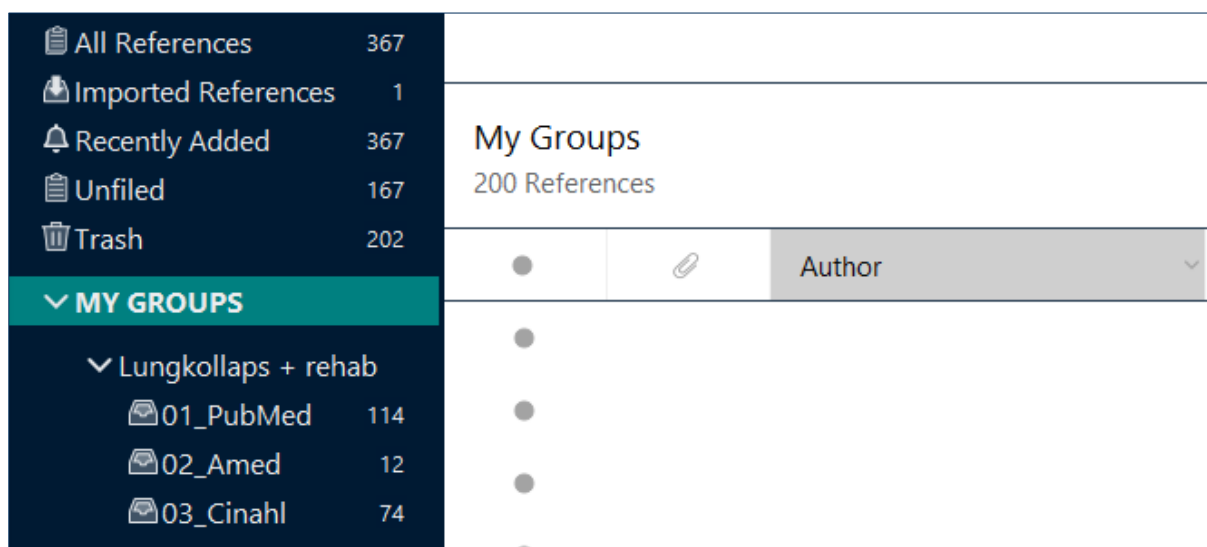 All References 367
Imported References 1
Recently Added 367
Unfiled 167
Trash 202
MY GROUPS
Lungkollaps + rehab
01_PubMed 114
02_Amed 12
03_Cinahl 74
My Groups
200 References
Author